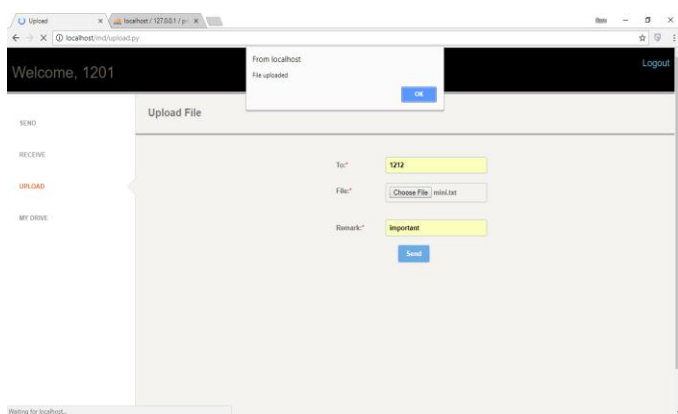 Upload
localhost / 127.0.0.1 /
localhost/md/upload.py
From localhost
File uploaded
OK
Welcome, 1201
Logout
SEND
RECEIVE
UPLOAD
MY DRIVE
Upload File
To:*
1212
File:*
Choose File mini.txt
Remark:*
important
Send
Waiting for localhost...